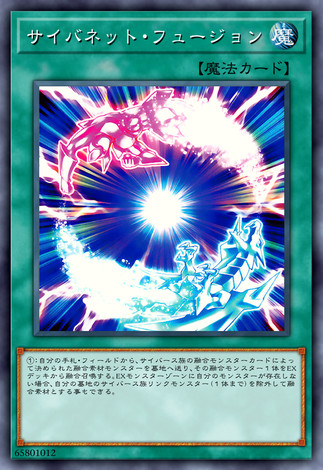 サイバネット・フュージョン
魔
【魔法カード】
①:自分の手札・フィールドから、サイバース族の融合モンスターカードによっ
て決められた融合素材モンスターを墓地へ送り、その融合モンスター1体をEX
デッキから融合召喚する。EXモンスターゾーンに自分のモンスターが存在しな
い場合、自分の墓地のサイバース族リンクモンスター(1体まで)を除外して融
合素材とする事もできる。
65801012